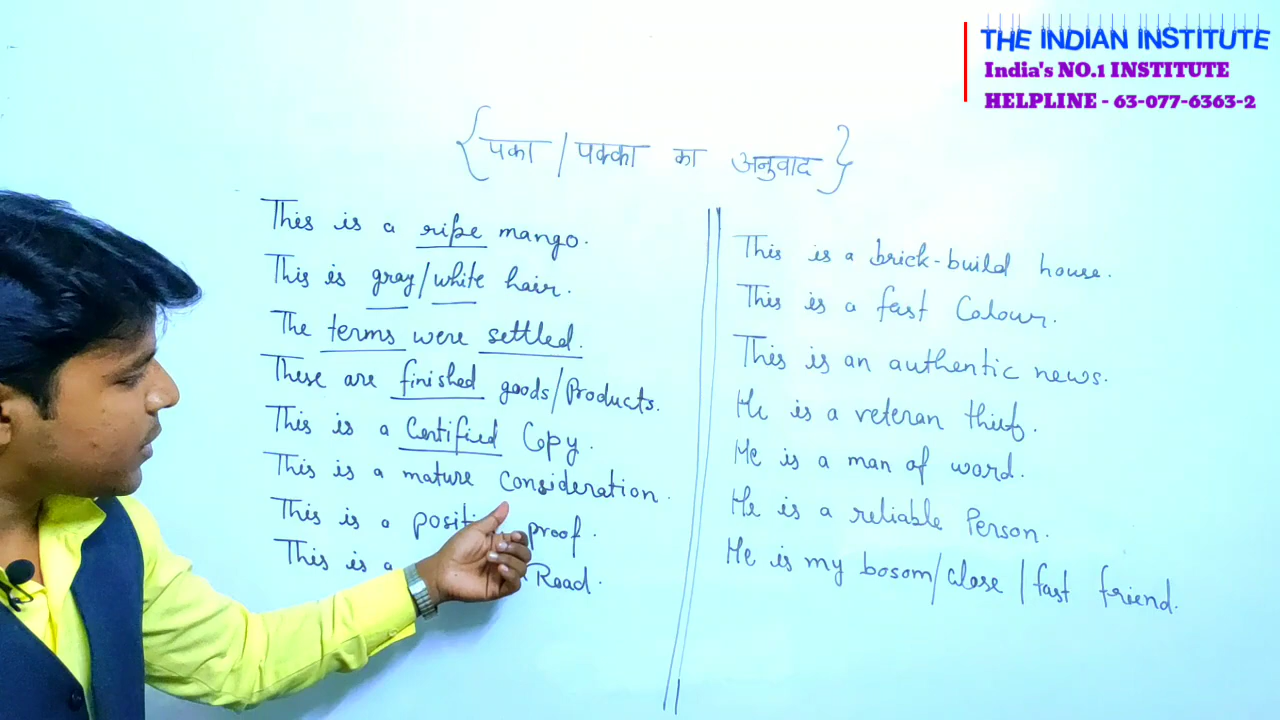 THE INDIAN INSTITUTE
India's NO.1 INSTITUTE
HELPLINE - 63-077-6363-2
{पका / पक्का का अनुवाद}
This is a ripe mango.
This is gray/white hair.
The terms were settled.
These are finished goods/Products.
This is a Certified Copy.
This is a mature consideration.
This is a proof.
This is a Road.
This is a brick-build house.
This is a fast Colour.
This is an authentic news.
He is a veteran thief.
He is a man of word.
He is a reliable Person.
He is my bosom/close/fast friend.